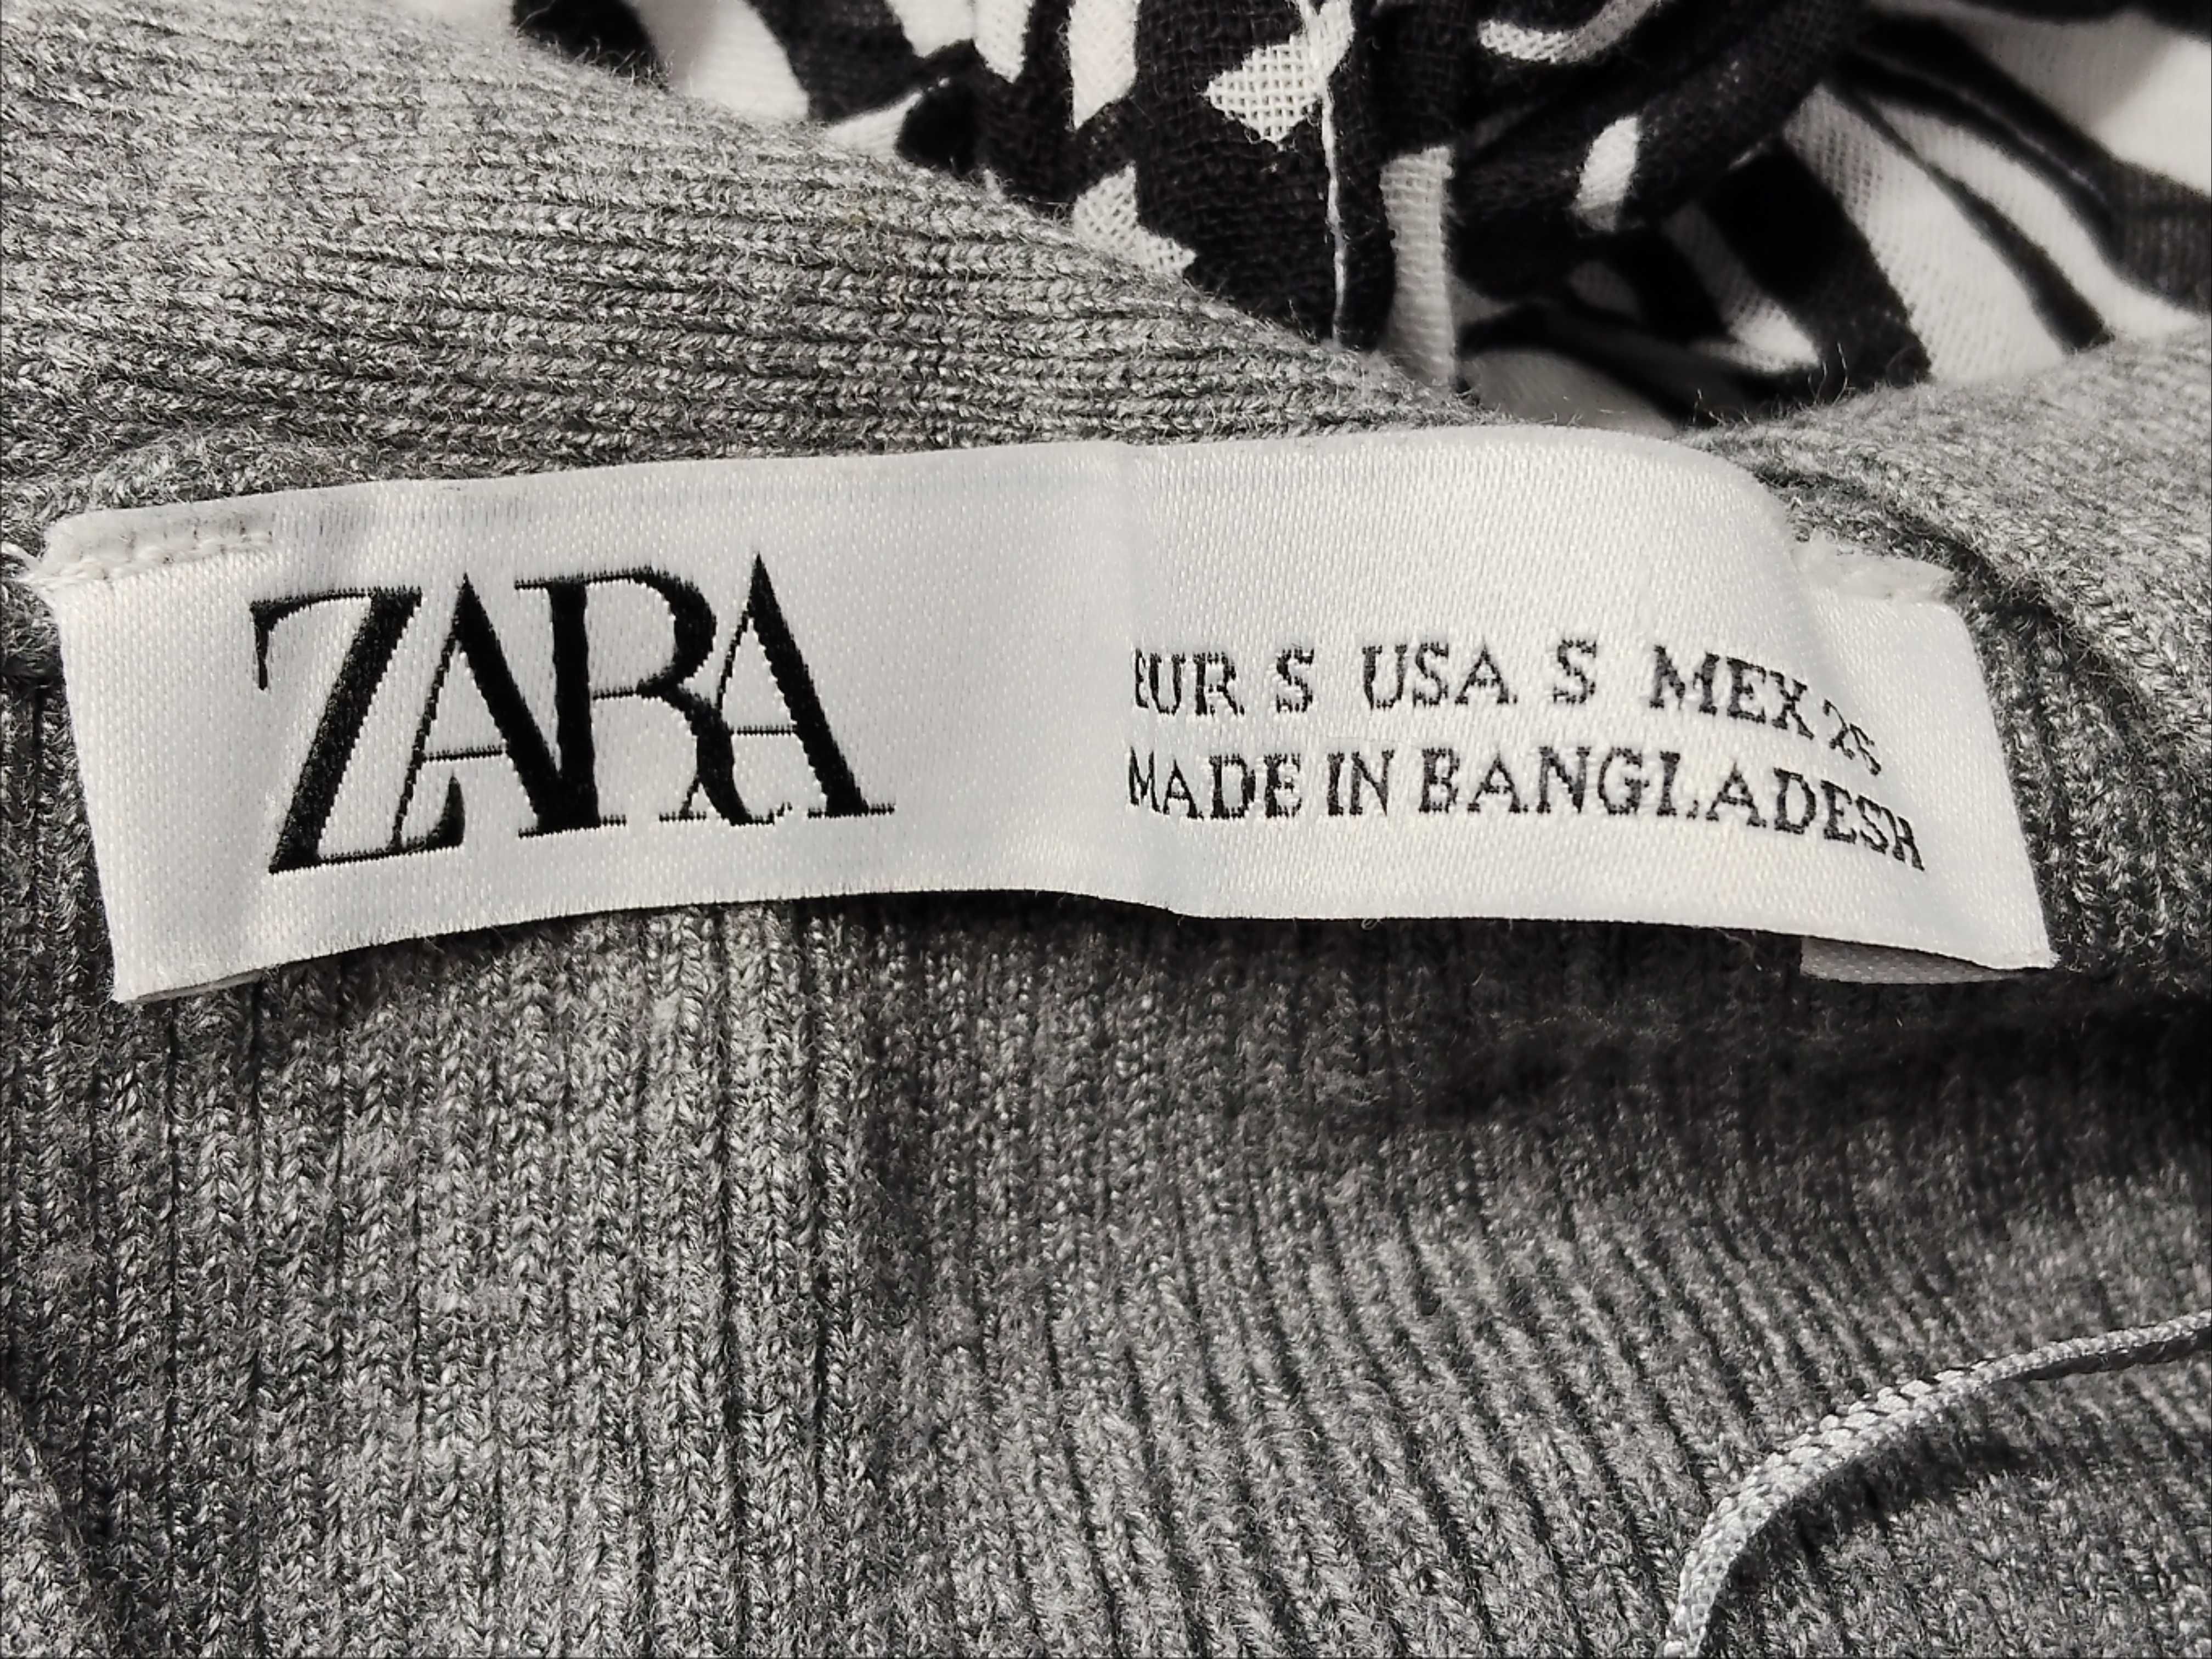 ZARA
EUR S USA S MEX 26
MADE IN BANGLADESH